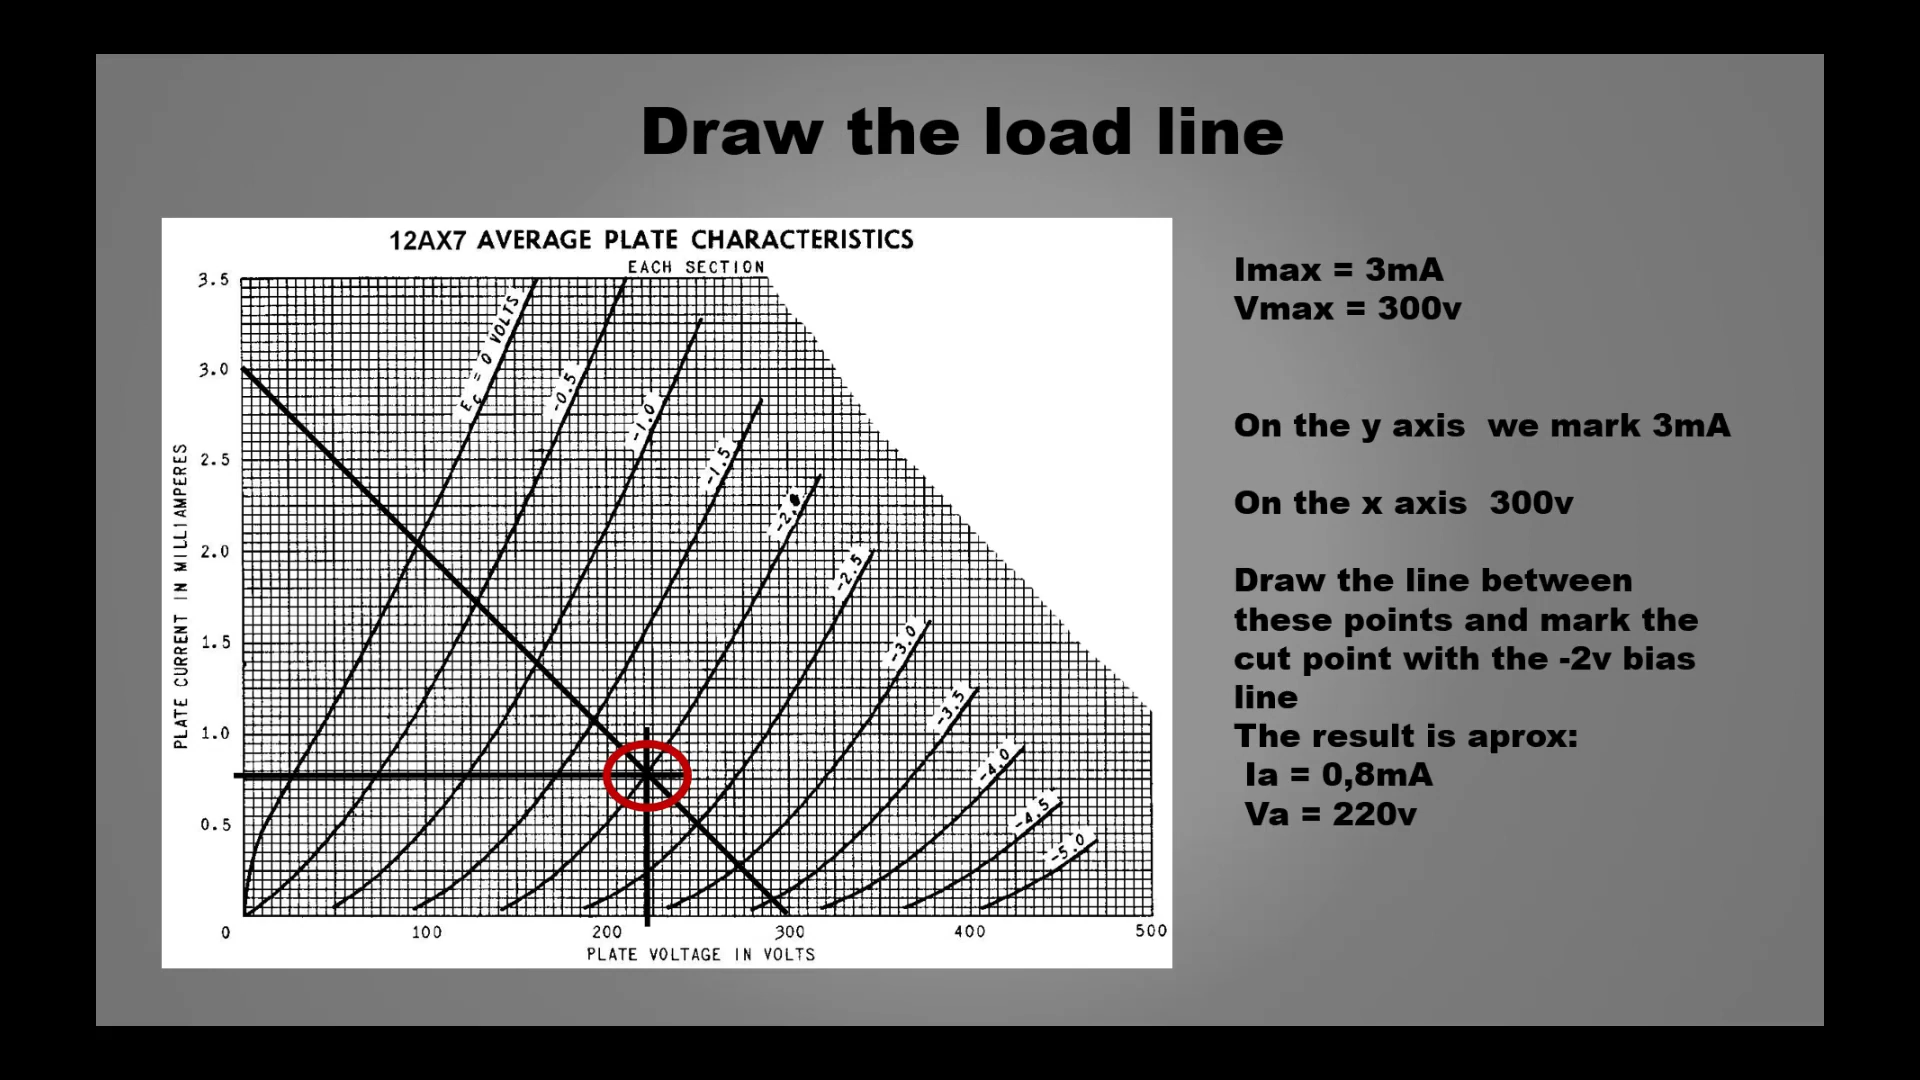 Draw the load line
12AX7 AVERAGE PLATE CHARACTERISTICS
EACH SECTION
3.5
3.0
2.5
2.0
1.5
1.0
0.5
0
PLATE CURRENT IN MILLIAMPERES
Ec = 0 VOLTS
-0.5
-1.0
-1.5
-2.0
-2.5
-3.0
-3.5
-4.0
-4.5
-5.0
100
200
300
400
500
PLATE VOLTAGE IN VOLTS
Imax = 3mA
Vmax = 300v
On the y axis we mark 3mA
On the x axis 300v
Draw the line between
these points and mark the
cut point with the -2v bias
line
The result is aprox:
Ia = 0,8mA
Va = 220v